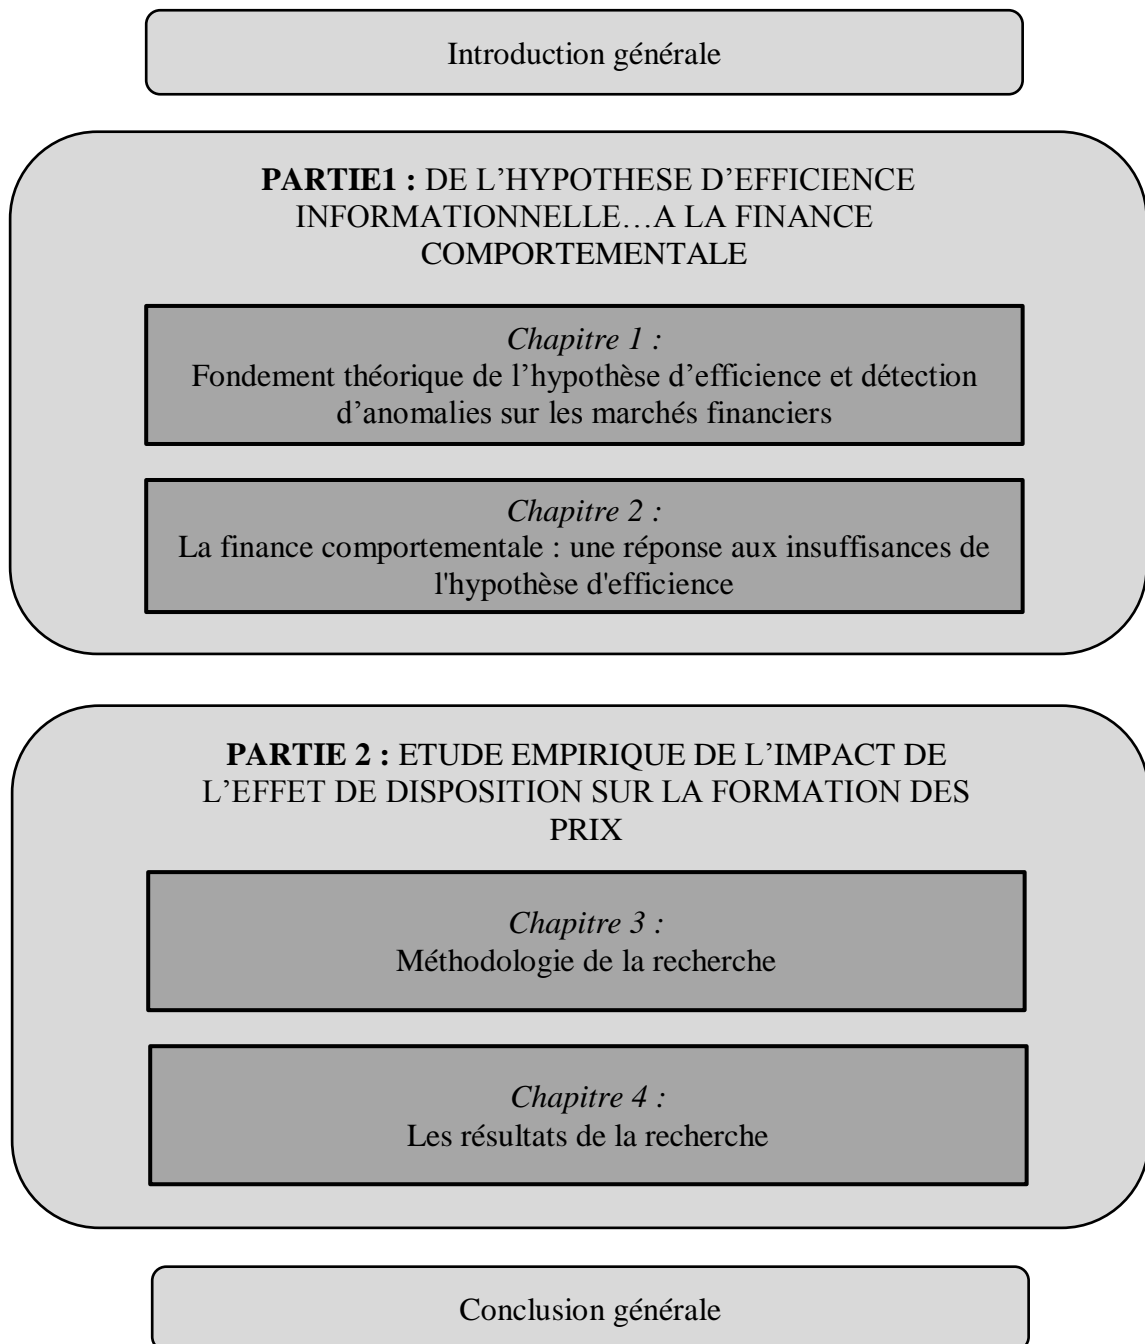 Introduction générale
PARTIE1 : DE L’HYPOTHESE D’EFFICIENCE
INFORMATIONNELLE…A LA FINANCE
COMPORTEMENTALE
Chapitre 1 :
Fondement théorique de l’hypothèse d’efficience et détection
d’anomalies sur les marchés financiers
Chapitre 2 :
La finance comportementale : une réponse aux insuffisances de
l'hypothèse d'efficience
PARTIE 2 : ETUDE EMPIRIQUE DE L’IMPACT DE
L’EFFET DE DISPOSITION SUR LA FORMATION DES
PRIX
Chapitre 3 :
Méthodologie de la recherche
Chapitre 4 :
Les résultats de la recherche
Conclusion générale